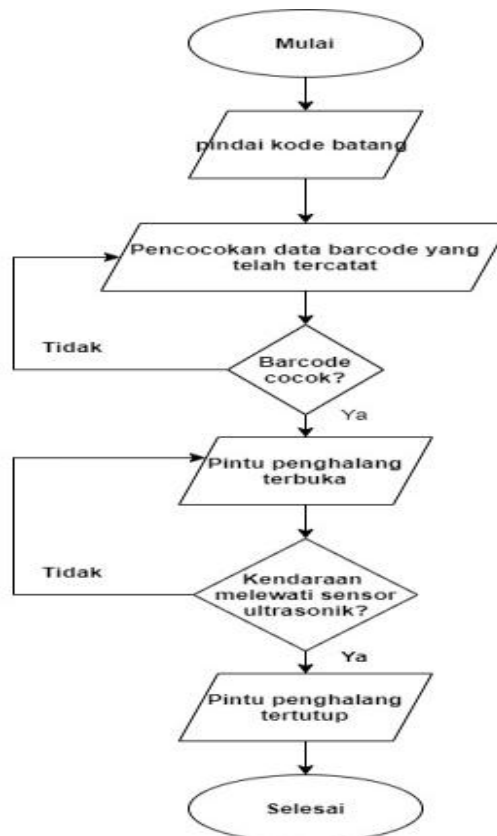 Mulai
pindai kode batang
Pencocokan data barcode yang
telah tercatat
Tidak
Barcode
cocok?
Ya
Pintu penghalang
terbuka
Tidak
Kendaraan
melewati sensor
ultrasonik?
Ya
Pintu penghalang
tertutup
Selesai